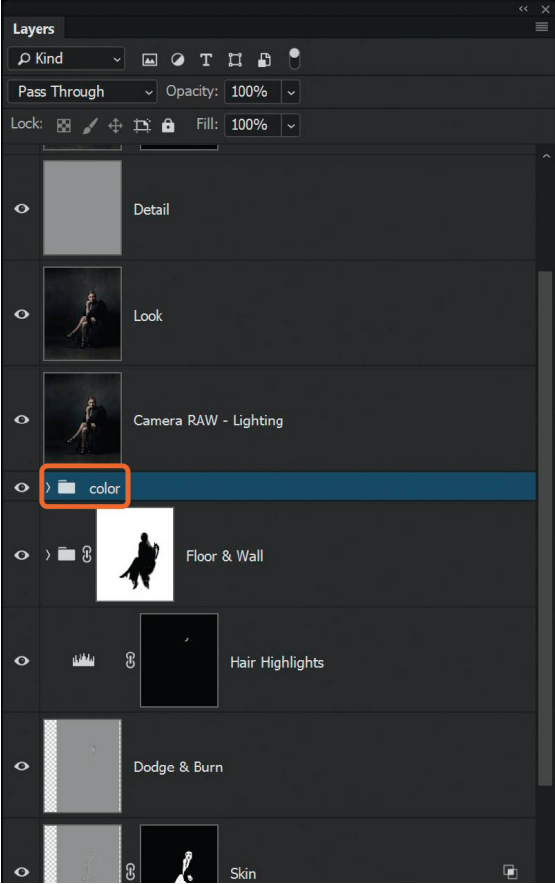 Layers
Kind
Pass Through Opacity: 100%
Lock: Fill: 100%
Detail
Look
Camera RAW - Lighting
color
Floor & Wall
Hair Highlights
Dodge & Burn
Skin